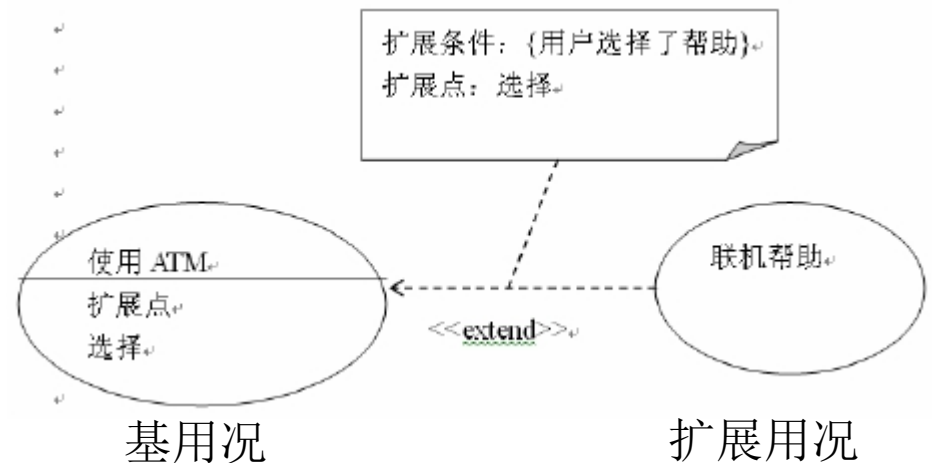 扩展条件：{用户选择了帮助}
扩展点：选择
使用 ATM
扩展点
选择
联机帮助
<<extend>>
基用况
扩展用况